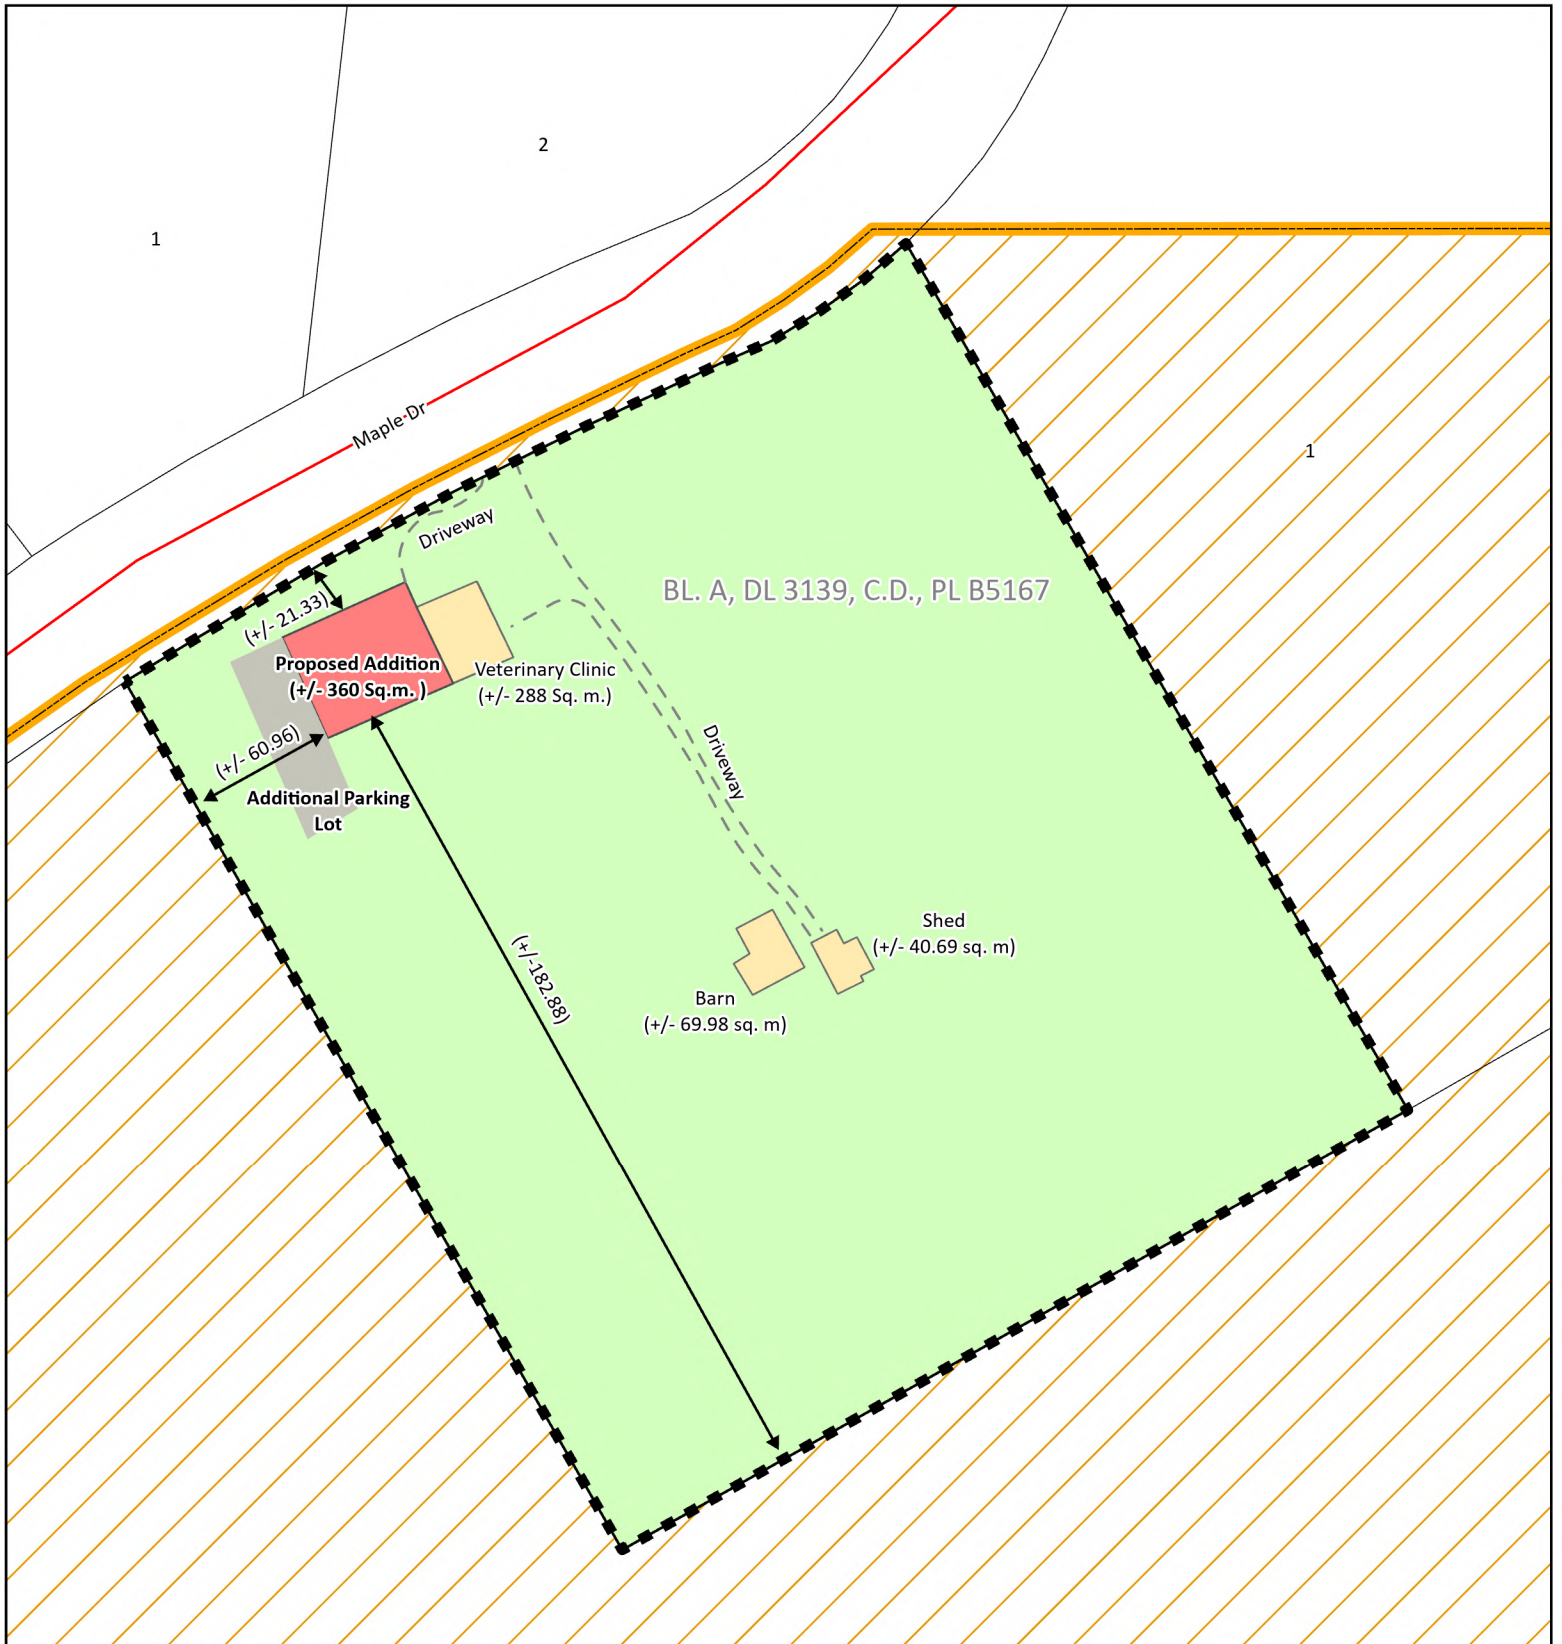 2
1
Maple Dr
1
Driveway
BL. A, DL 3139, C.D., PL B5167
(+/- 21.33)
Proposed Addition
(+/- 360 Sq.m. )
Veterinary Clinic
(+/- 288 Sq. m.)
(+/- 60.96)
Driveway
Additional Parking
Lot
(+/-182.88)
Shed
(+/- 40.69 sq. m)
Barn
(+/- 69.98 sq. m)